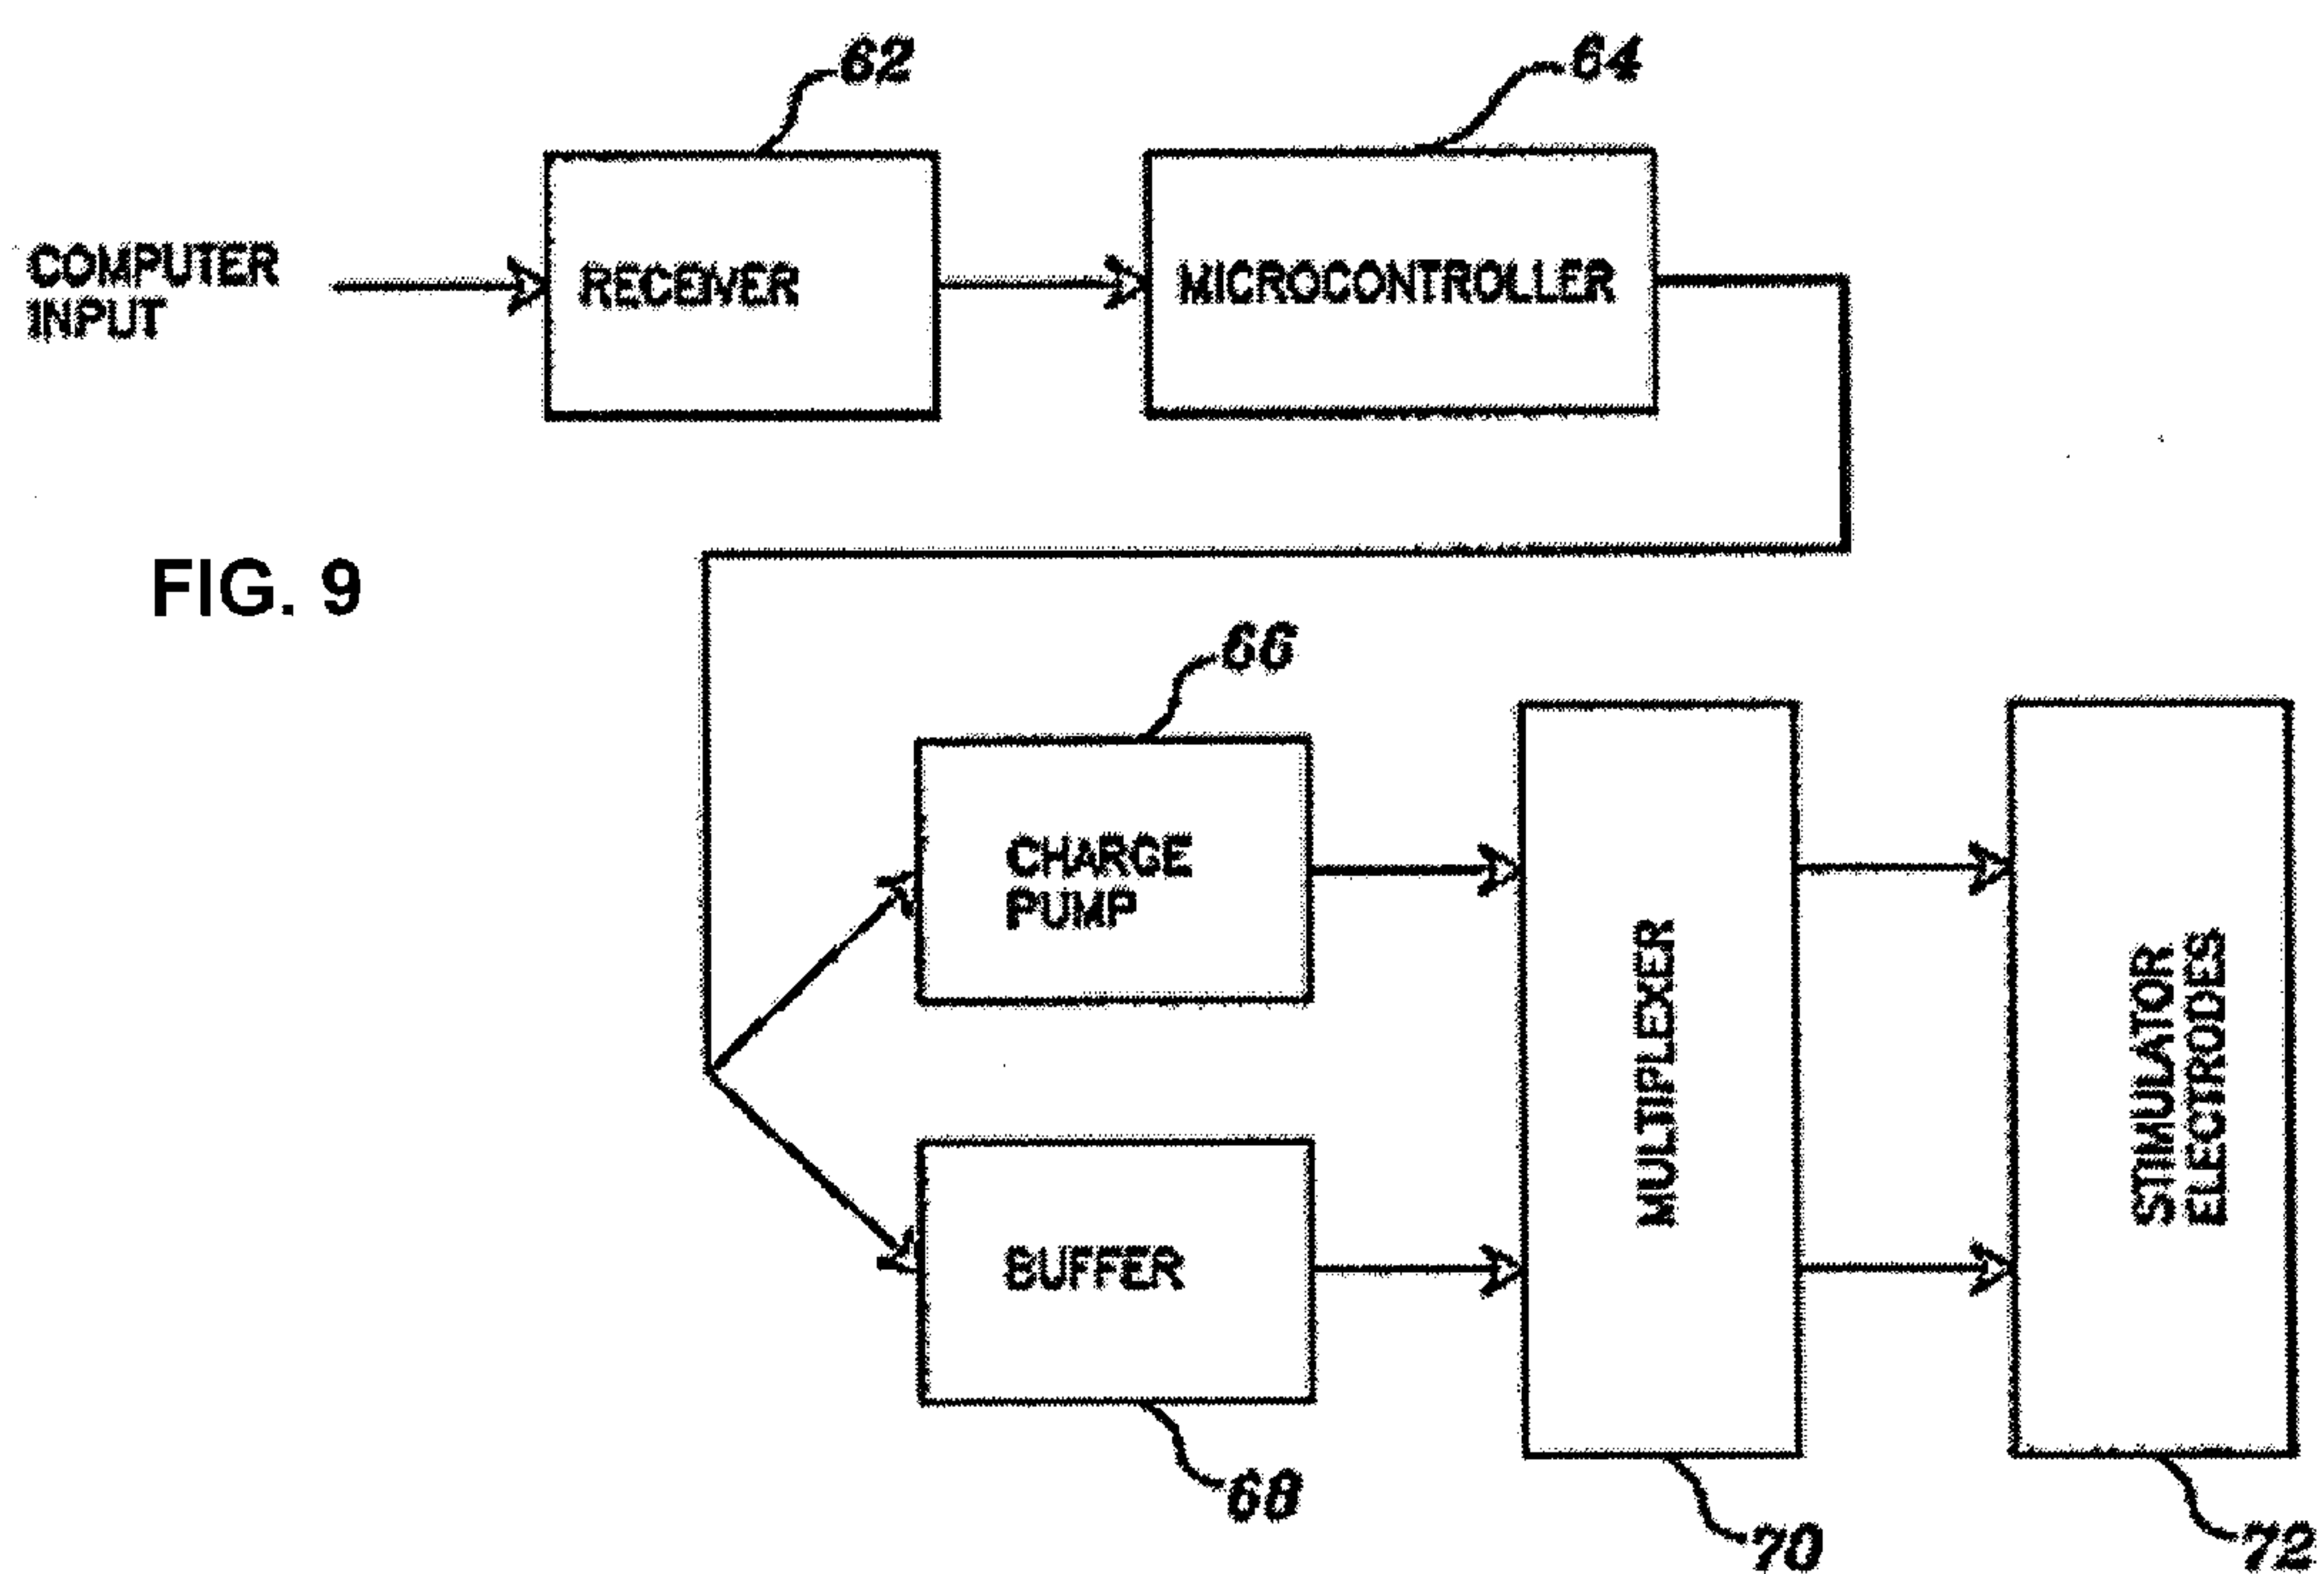 62
64
COMPUTER
INPUT
RECEIVER
MICROCONTROLLER
FIG. 9
66
CHARGE
PUMP
MULTIPLEXER
STIMULATOR
ELECTRODES
BUFFER
68
70
72